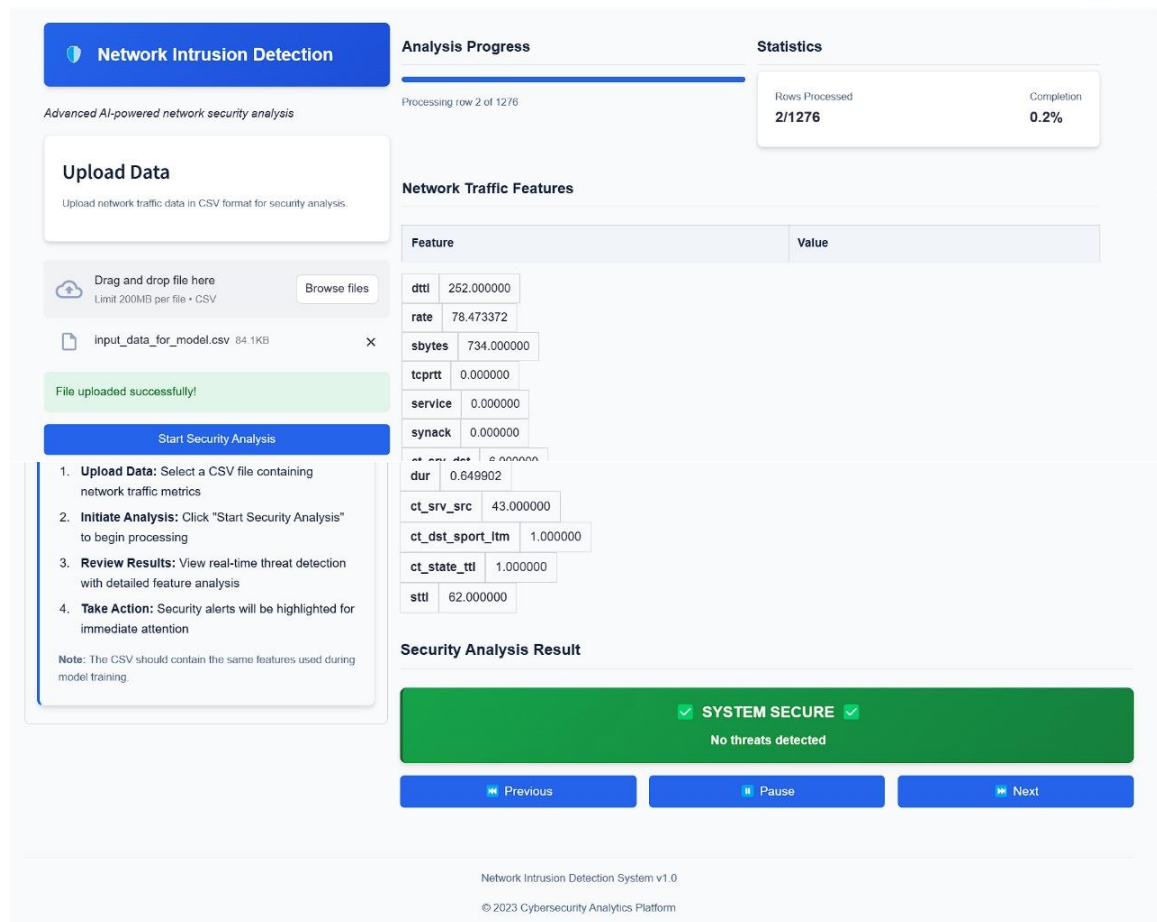 Network Intrusion Detection
Advanced AI-powered network security analysis
Upload Data
Upload network traffic data in CSV format for security analysis.
Drag and drop file here
Limit 200MB per file • CSV
Browse files
input_data_for_model.csv 84.1KB
File uploaded successfully!
Start Security Analysis
1. Upload Data: Select a CSV file containing
network traffic metrics
2. Initiate Analysis: Click "Start Security Analysis"
to begin processing
3. Review Results: View real-time threat detection
with detailed feature analysis
4. Take Action: Security alerts will be highlighted for
immediate attention
Note: The CSV should contain the same features used during
model training.
Analysis Progress
Processing row 2 of 1276
Statistics
Rows Processed
2/1276
Completion
0.2%
Network Traffic Features
Feature Value
dttl 252.000000
rate 78.473372
sbytes 734.000000
tcprtt 0.000000
service 0.000000
synack 0.000000
ct_srv_dst 6.000000
dur 0.649902
ct_srv_src 43.000000
ct_dst_sport_ltm 1.000000
ct_state_ttl 1.000000
sttl 62.000000
Security Analysis Result
✅ SYSTEM SECURE ✅
No threats detected
⏮ Previous
⏸ Pause
⏭ Next
Network Intrusion Detection System v1.0
© 2023 Cybersecurity Analytics Platform